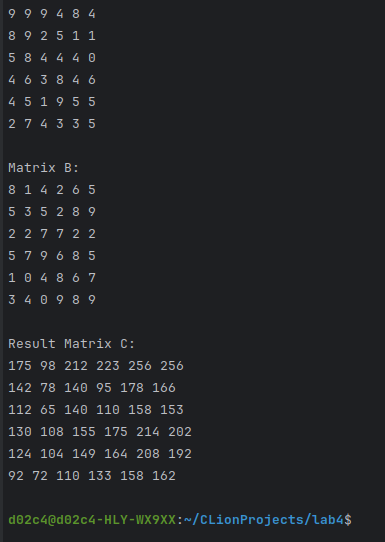 9 9 9 4 8 4
8 9 2 5 1 1
5 8 4 4 4 0
4 6 3 8 4 6
4 5 1 9 5 5
2 7 4 3 3 5
Matrix B:
8 1 4 2 6 5
5 3 5 2 8 9
2 2 7 7 2 2
5 7 9 6 8 5
1 0 4 8 6 7
3 4 0 9 8 9
Result Matrix C:
175 98 212 223 256 256
142 78 140 95 178 166
112 65 140 110 158 153
130 108 155 175 214 202
124 104 149 164 208 192
92 72 110 133 158 162
d02c4@d02c4-HLY-WX9XX:~/CLionProjects/lab4$